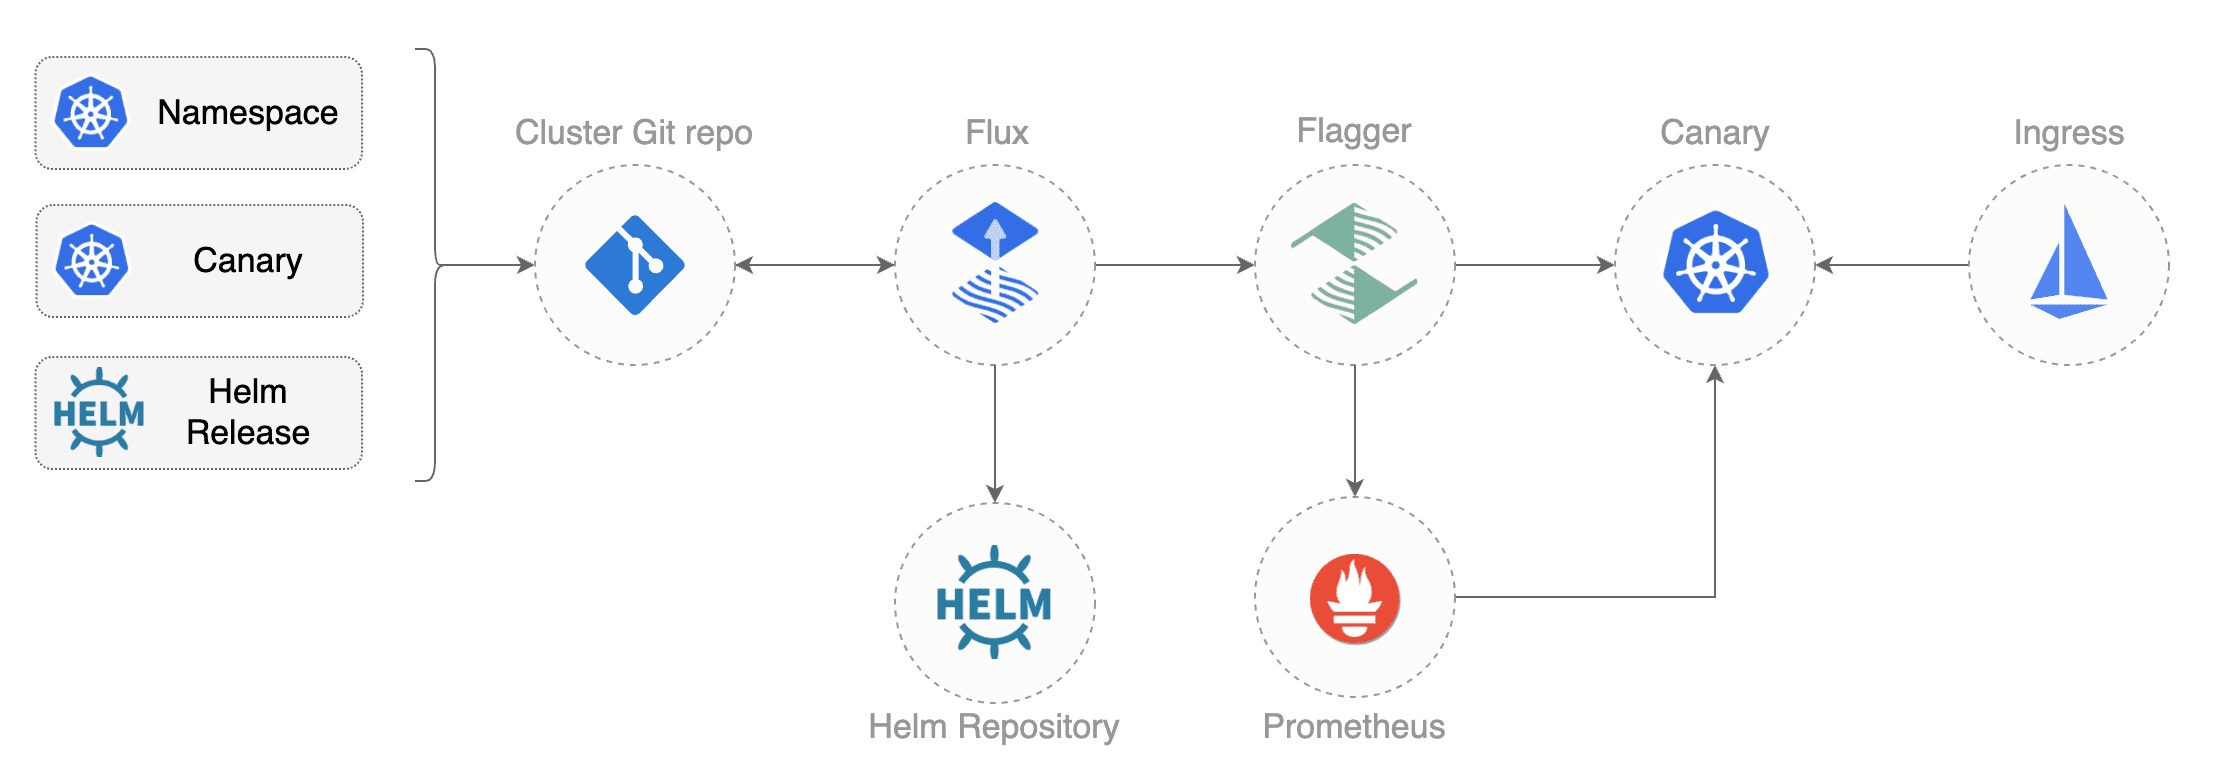 Namespace
Canary
HELM
Helm
Release
Cluster Git repo
Flux
Flagger
Canary
Ingress
HELM
Helm Repository
Prometheus